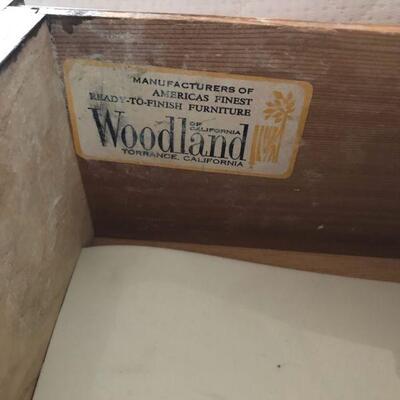 MANUFACTURERS OF
AMERICAS FINEST
READY-TO-FINISH FURNITURE
Woodland
OF
CALIFORNIA
TORRANCE, CALIFORNIA